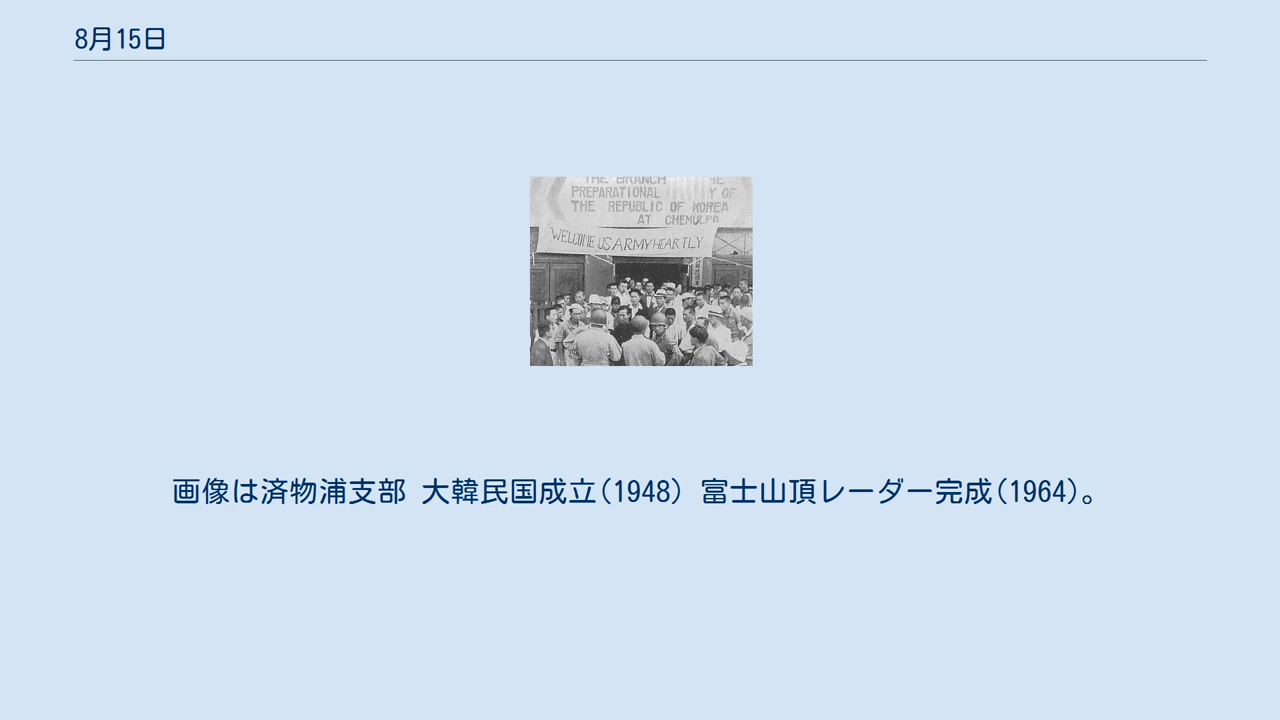 8月15日
THE BRANCH
PREPARATIONAL Y OF
THE REPUBLIC OF KOREA
AT CHEMULPO
WELCOME US ARMY HEARTLY
画像は済物浦支部 大韓民国成立(1948) 富士山頂レーダー完成(1964)。